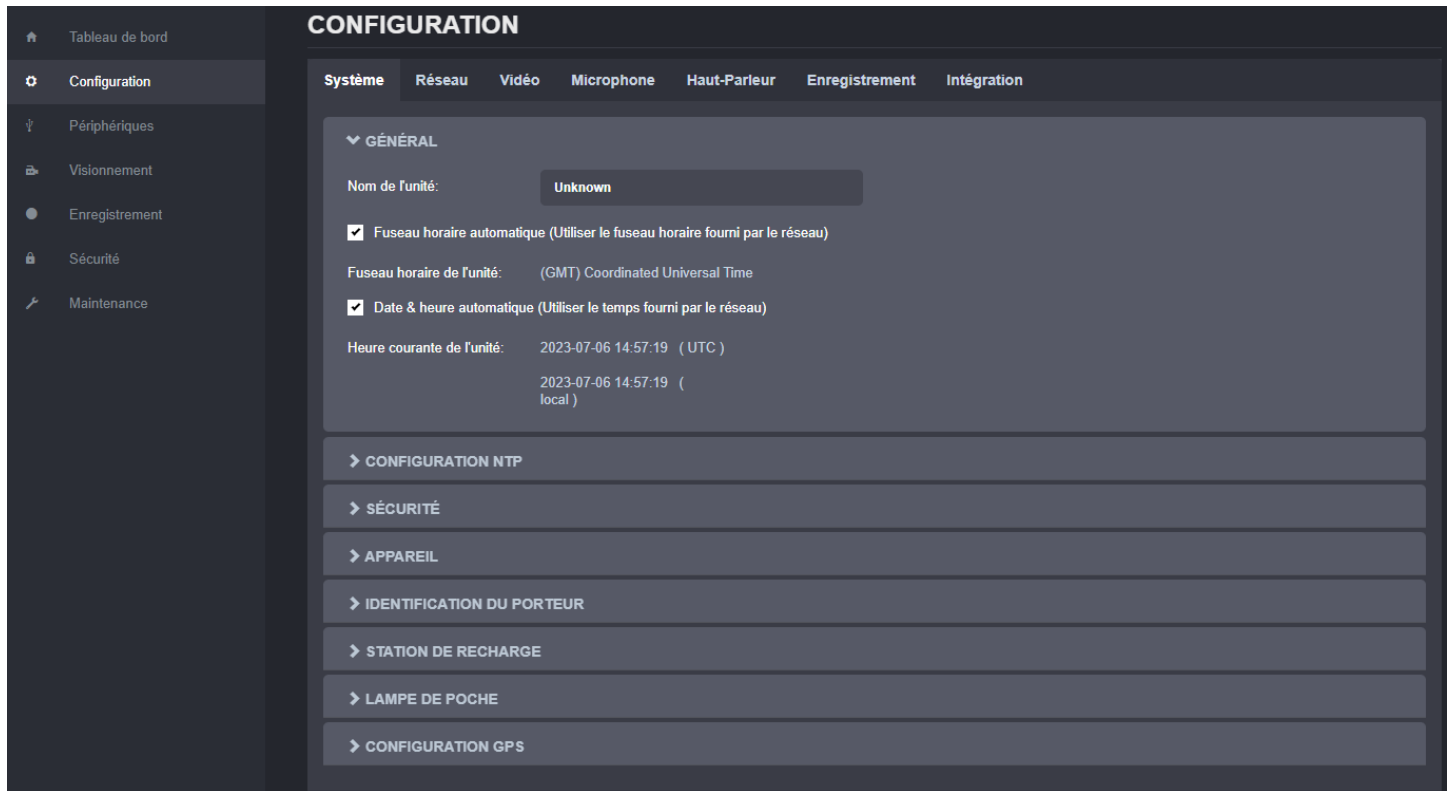 Tableau de bord
Configuration
Périphériques
Visionnement
Enregistrement
Sécurité
Maintenance
CONFIGURATION
Système Réseau Vidéo Microphone Haut-Parleur Enregistrement Intégration
GÉNÉRAL
Nom de l'unité: Unknown
Fuseau horaire automatique (Utiliser le fuseau horaire fourni par le réseau)
Fuseau horaire de l'unité: (GMT) Coordinated Universal Time
Date & heure automatique (Utiliser le temps fourni par le réseau)
Heure courante de l'unité: 2023-07-06 14:57:19 ( UTC )
2023-07-06 14:57:19 (
local )
CONFIGURATION NTP
SÉCURITÉ
APPAREIL
IDENTIFICATION DU PORTEUR
STATION DE RECHARGE
LAMPE DE POCHE
CONFIGURATION GPS